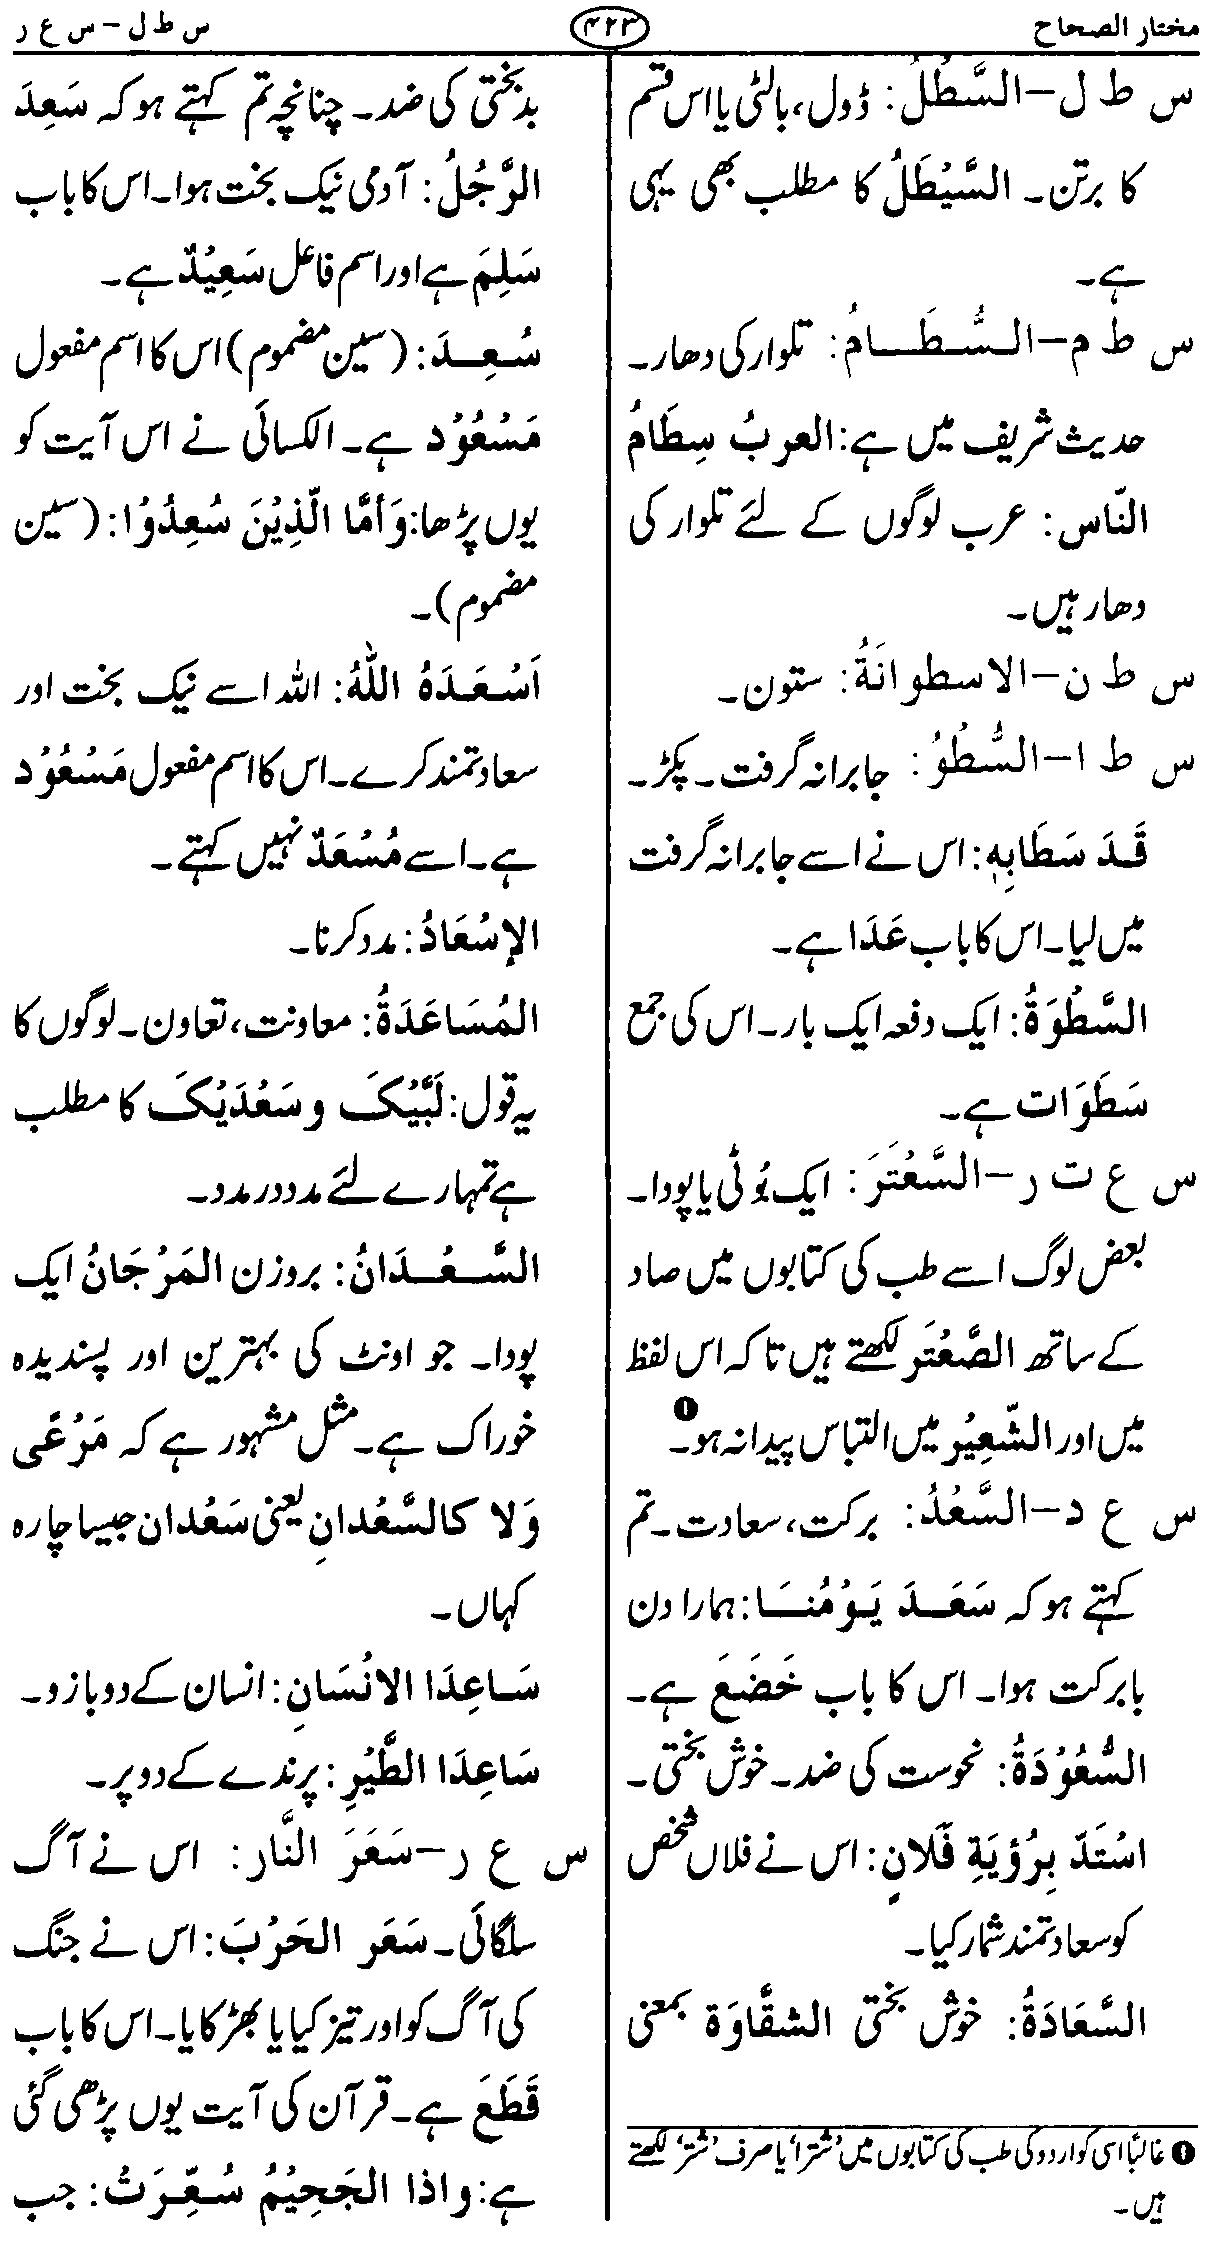 مختار الصحاح
۴۲۳
س ط ل – س ع ر
س ط ل – السَّطْلُ: ڈول، بالٹی یا اس قسم
کا برتن۔ السَّيْطَلُ کا مطلب بھی یہی
ہے۔
س ط م – السُّطَامُ: تلوار کی دھار۔
حدیث شریف میں ہے: العربُ سِطَامُ
النّاس: عرب لوگوں کے لئے تلوار کی
دھار ہیں۔
س ط ن – الاسطوانَةُ: ستون۔
س ط ا – السُّطْوُ: جابرانہ گرفت۔ پکڑ۔
قَدَ سَطَابِهٖ: اس نے اسے جابرانہ گرفت
میں لیا۔ اس کا باب عَدَا ہے۔
السَّطْوَةُ: ایک دفعہ ایک بار۔ اس کی جمع
سَطَوَات ہے۔
س ع ت ر – السَّعْتَرَ: ایک بُوٹی یا پودا۔
بعض لوگ اسے طب کی کتابوں میں صاد
کے ساتھ الصَّعْتَر لکھتے ہیں تاکہ اس لفظ
میں اور الشّعِيْرُ میں التباس پیدا نہ ہو۔ ❶
س ع د – السَّعْدُ: برکت، سعادت۔ تم
کہتے ہو کہ سَعَدَ يَوْمُنَا: ہمارا دن
بابرکت ہوا۔ اس کا باب خَضَعَ ہے۔
السُّعُوْدَةُ: نحوست کی ضد۔ خوش بختی۔
اسْتَدّ بِرُؤيَةِ فَلانٍ: اس نے فلاں شخص
کو سعادتمند شمار کیا۔
السَّعَادَةُ: خوش بختی الشقَّاوَة بمعنی
❶ غالباً اسی کو اردو کی طب کی کتابوں میں ’شترا‘ یا صرف ’شتر‘ لکھتے
ہیں۔
بدبختی کی ضد۔ چنانچہ تم کہتے ہو کہ سَعِدَ
الرَّجُلُ: آدمی نیک بخت ہوا۔ اس کا باب
سَلِمَ ہے اور اسم فاعل سَعِيْدٌ ہے۔
سُعِدَ: (سین مضموم) اس کا اسم مفعول
مَسْعُوْد ہے۔ الکسائی نے اس آیت کو
یوں پڑھا: وَأمَّا الّذِيْنَ سُعِدُوْا: (سین
مضموم)۔
اَسْعَدَهُ اللّٰهُ: اللہ اسے نیک بخت اور
سعادتمند کرے۔ اس کا اسم مفعول مَسْعُوْد
ہے۔ اسے مُسْعَدٌ نہیں کہتے۔
الإسْعَادُ: مدد کرنا۔
المُسَاعَدَةُ: معاونت، تعاون۔ لوگوں کا
یہ قول: لَبَّيْكَ و سَعْدَيْكَ کا مطلب
ہے تمہارے لئے مدد در مدد۔
السَّعْدَانُ: بروزن المَرْجَانُ ایک
پودا۔ جو اونٹ کی بہترین اور پسندیدہ
خوراک ہے۔ مثل مشہور ہے کہ مَرْعًى
وَلا كالسَّعْدانِ یعنی سَعْدان جیسا چارہ
کہاں۔
سَاعِدَا الانْسَانِ: انسان کے دو بازو۔
سَاعِدَا الطَّيْرِ: پرندے کے دو پر۔
س ع ر – سَعَرَ النَّار: اس نے آگ
سلگائی۔ سَعَر الحَرْبَ: اس نے جنگ
کی آگ کو اور تیز کیا یا بھڑکایا۔ اس کا باب
قَطَعَ ہے۔ قرآن کی آیت یوں پڑھی گئی
ہے: و اذا الجَحِيْمُ سُعِّرَتْ: جب